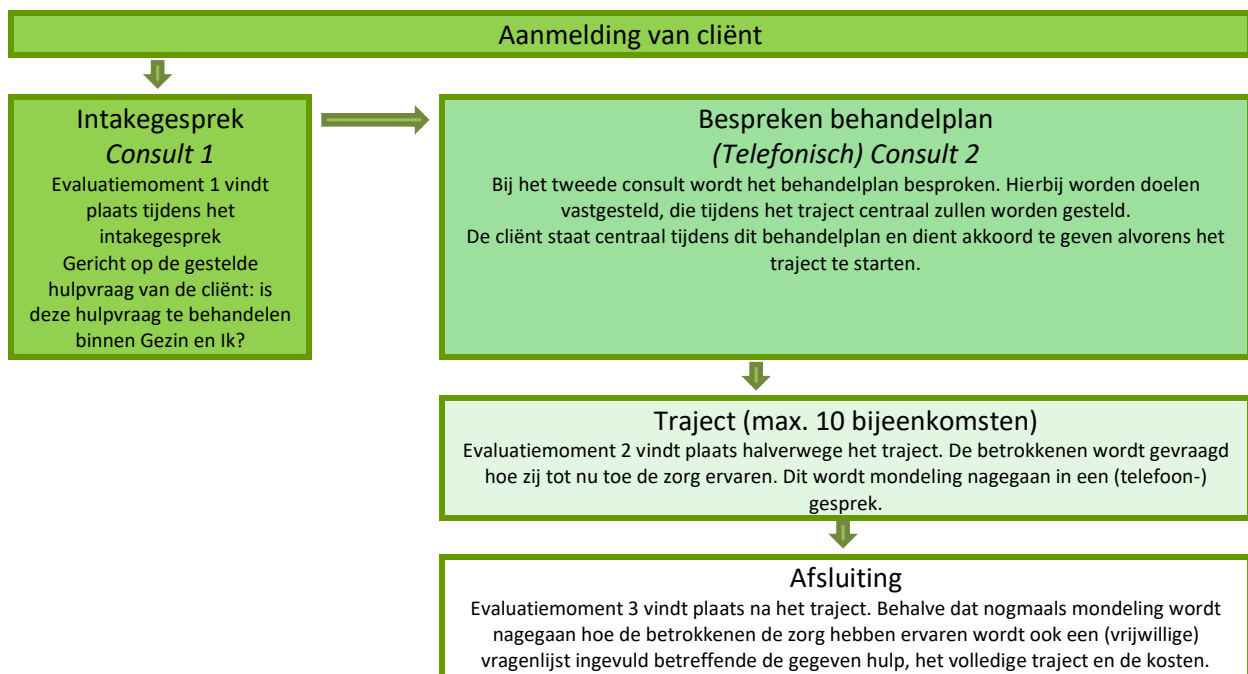 Aanmelding van cliënt
Intakegesprek
Consult 1
Evaluatiemoment 1 vindt
plaats tijdens het
intakegesprek
Gericht op de gestelde
hulpvraag van de cliënt: is
deze hulpvraag te behandelen
binnen Gezin en Ik?
Bespreken behandelplan
(Telefonisch) Consult 2
Bij het tweede consult wordt het behandelplan besproken. Hierbij worden doelen
vastgesteld, die tijdens het traject centraal zullen worden gesteld.
De cliënt staat centraal tijdens dit behandelplan en dient akkoord te geven alvorens het
traject te starten.
Traject (max. 10 bijeenkomsten)
Evaluatiemoment 2 vindt plaats halverwege het traject. De betrokkenen wordt gevraagd
hoe zij tot nu toe de zorg ervaren. Dit wordt mondeling nagegaan in een (telefoon-)
gesprek.
Afsluiting
Evaluatiemoment 3 vindt plaats na het traject. Behalve dat nogmaals mondeling wordt
nagegaan hoe de betrokkenen de zorg hebben ervaren wordt ook een (vrijwillige)
vragenlijst ingevuld betreffende de gegeven hulp, het volledige traject en de kosten.